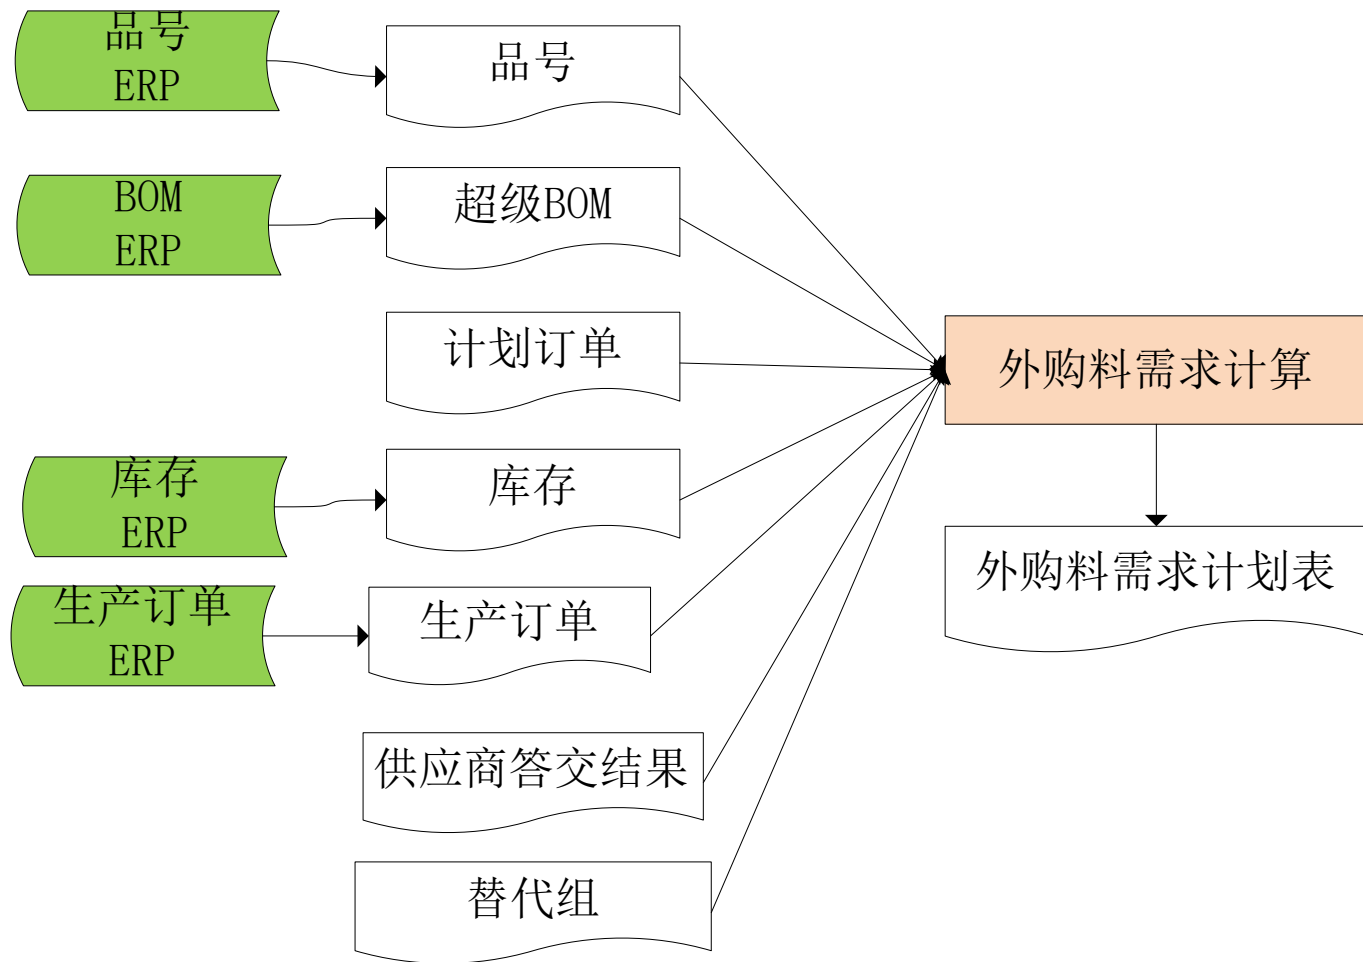 品号
ERP
品号
BOM
ERP
超级BOM
计划订单
外购料需求计算
库存
ERP
库存
外购料需求计划表
生产订单
ERP
生产订单
供应商答交结果
替代组